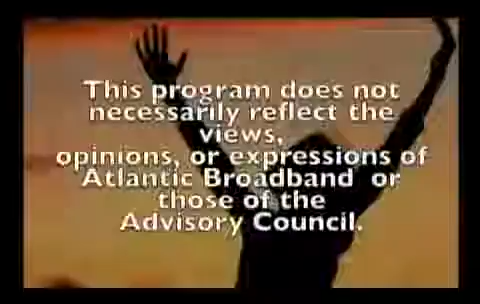 This program does not
necessarily reflect the
views,
opinions, or expressions of
Atlantic Broadband or
those of the
Advisory Council.